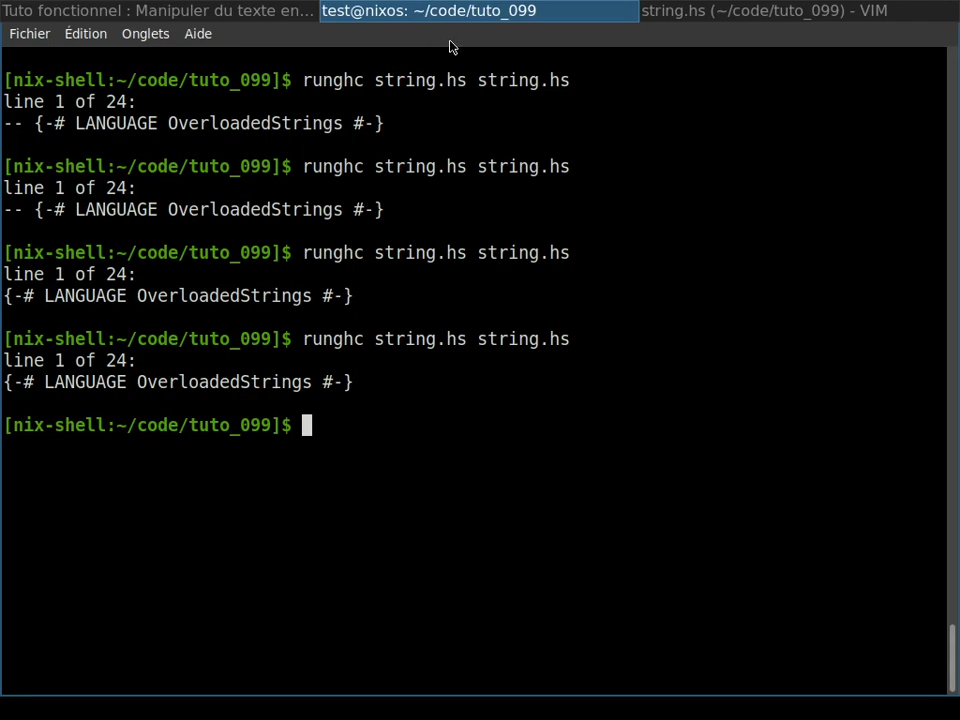 Tuto fonctionnel : Manipuler du texte en... test@nixos: ~/code/tuto_099 string.hs (~/code/tuto_099) - VIM
Fichier Édition Onglets Aide
[nix-shell:~/code/tuto_099]$ runghc string.hs string.hs
line 1 of 24:
-- {-# LANGUAGE OverloadedStrings #-}
[nix-shell:~/code/tuto_099]$ runghc string.hs string.hs
line 1 of 24:
-- {-# LANGUAGE OverloadedStrings #-}
[nix-shell:~/code/tuto_099]$ runghc string.hs string.hs
line 1 of 24:
{-# LANGUAGE OverloadedStrings #-}
[nix-shell:~/code/tuto_099]$ runghc string.hs string.hs
line 1 of 24:
{-# LANGUAGE OverloadedStrings #-}
[nix-shell:~/code/tuto_099]$